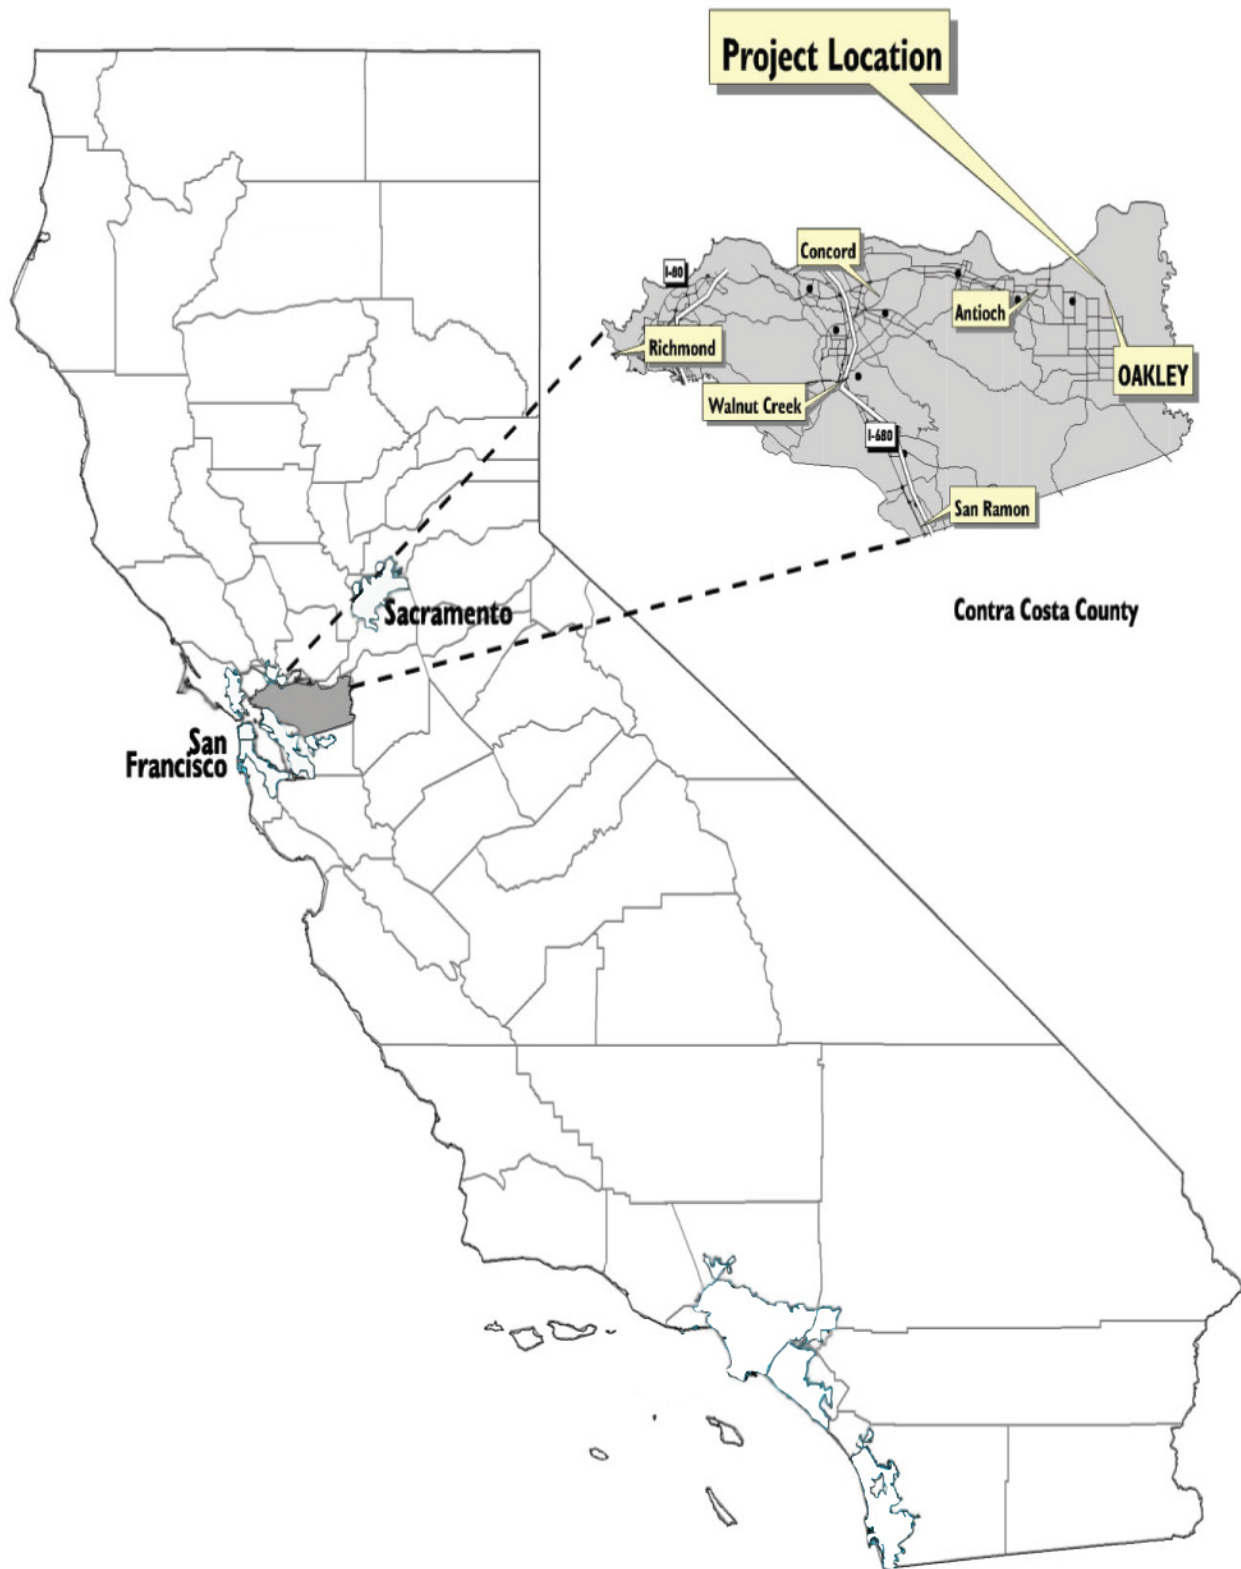 Project Location
Concord
I-80
Antioch
Richmond
OAKLEY
Walnut Creek
I-680
San Ramon
Sacramento
Contra Costa County
San
Francisco